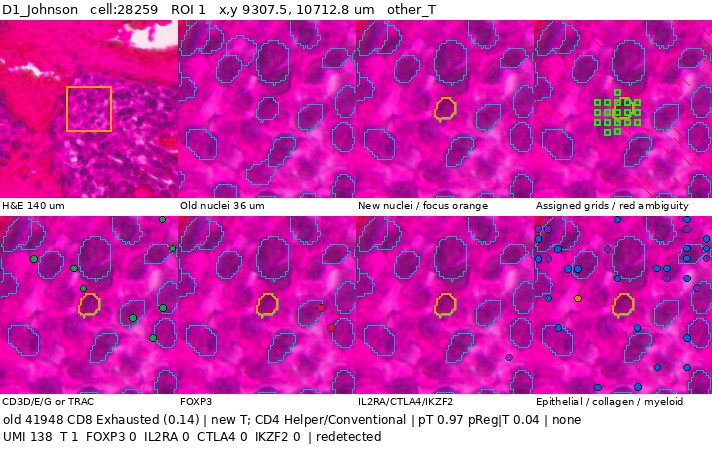 D1_Johnson   cell:28259   ROI 1   x,y 9307.5, 10712.8 um   other_T
H&E 140 um
Old nuclei 36 um
New nuclei / focus orange
Assigned grids / red ambiguity
CD3D/E/G or TRAC
FOXP3
IL2RA/CTLA4/IKZF2
Epithelial / collagen / myeloid
old 41948 CD8 Exhausted (0.14) | new T; CD4 Helper/Conventional | pT 0.97 pReg|T 0.04 | none
UMI 138  T 1  FOXP3 0  IL2RA 0  CTLA4 0  IKZF2 0  | redetected